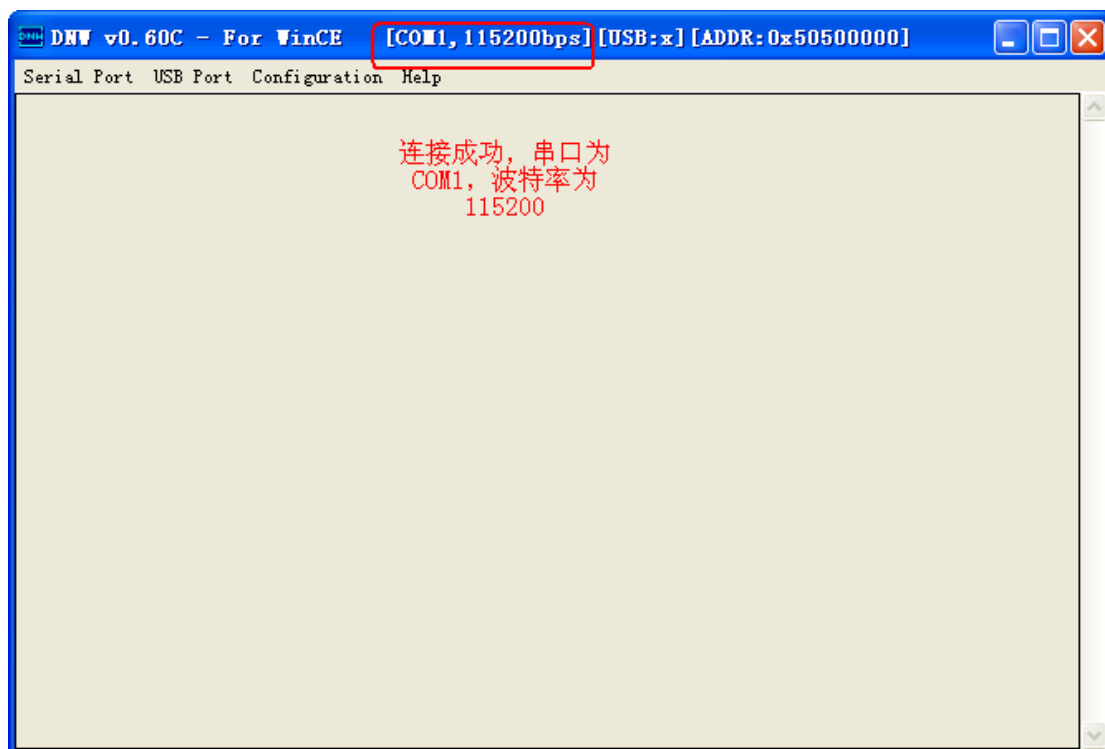 DNW v0.60C - For WinCE [COM1,115200bps][USB:x][ADDR:0x50500000]
Serial Port USB Port Configuration Help
连接成功，串口为
COM1，波特率为
115200